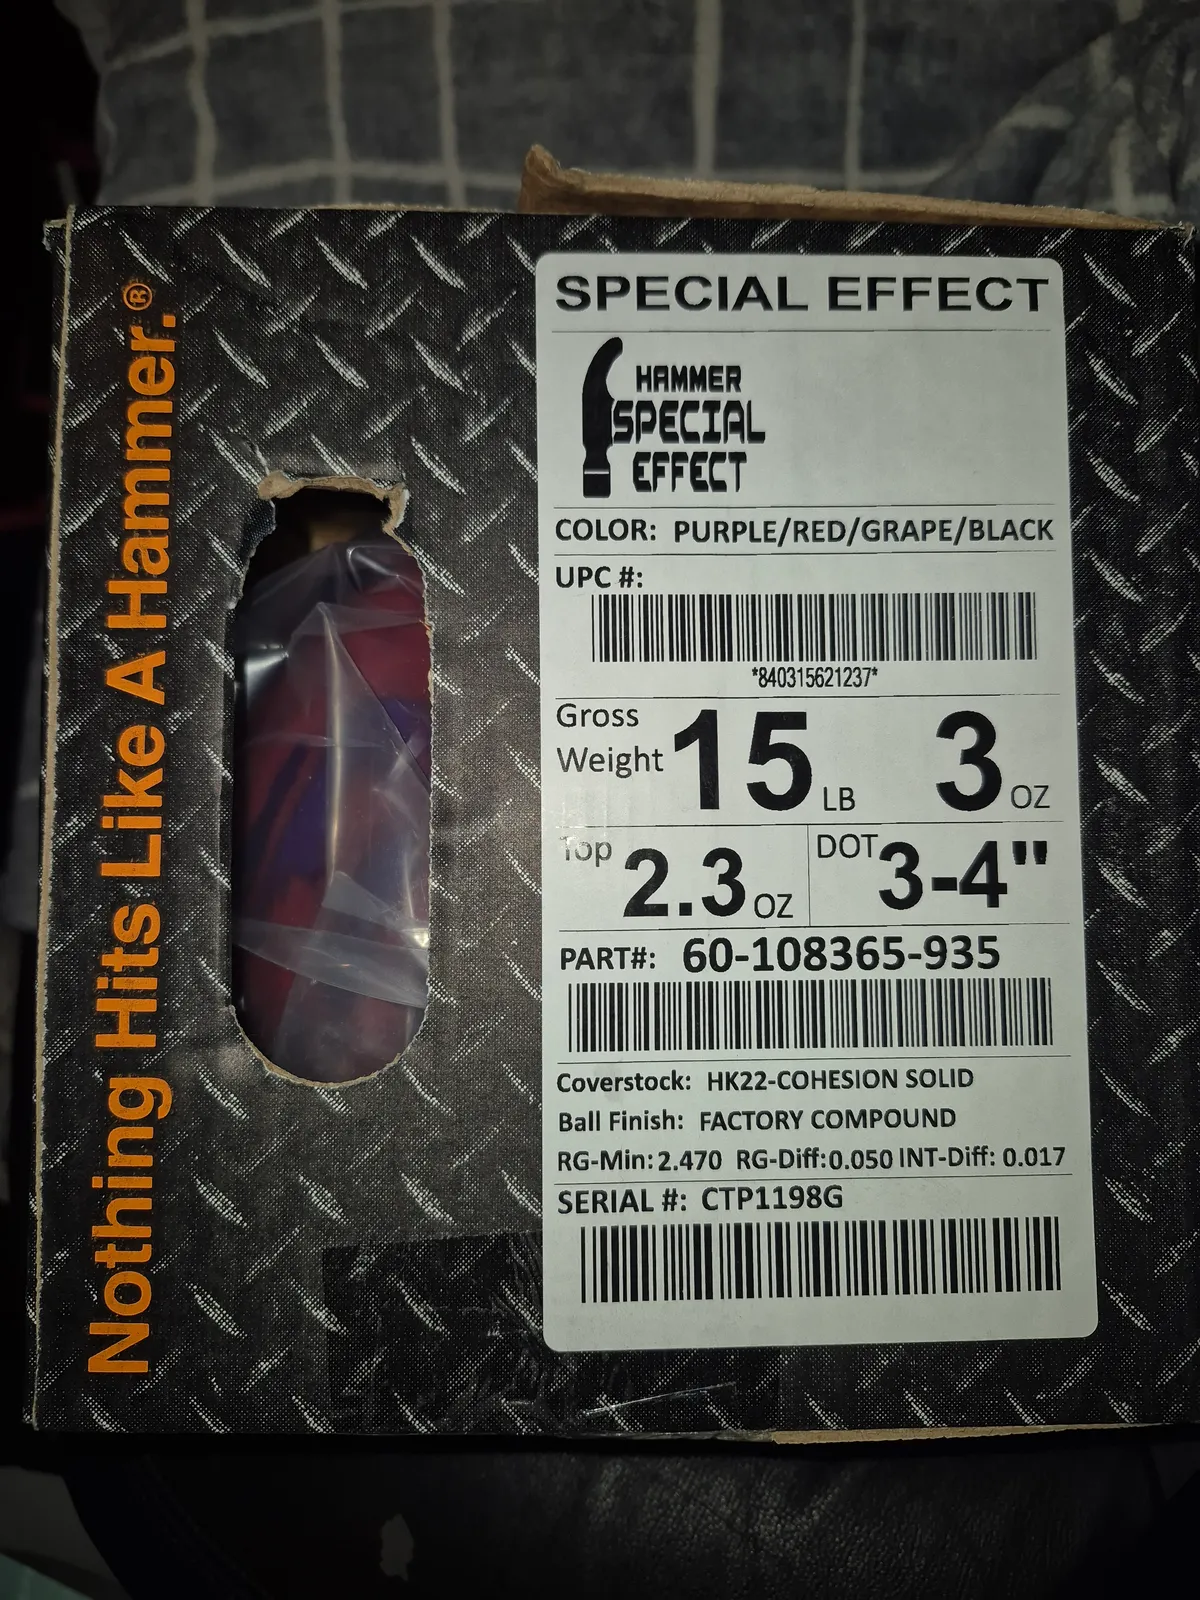 Nothing Hits Like A Hammer.®
SPECIAL EFFECT
HAMMER
SPECIAL
EFFECT
COLOR: PURPLE/RED/GRAPE/BLACK
UPC #:
*840315621237*
Gross Weight 15 LB 3 OZ
Top 2.3 OZ DOT 3-4"
PART#: 60-108365-935
Coverstock: HK22-COHESION SOLID
Ball Finish: FACTORY COMPOUND
RG-Min: 2.470 RG-Diff: 0.050 INT-Diff: 0.017
SERIAL #: CTP1198G